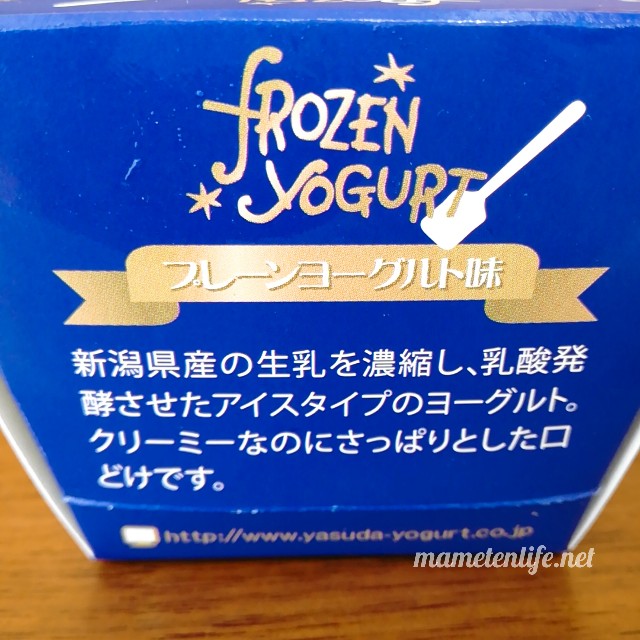 FROZEN
YOGURT
プレーンヨーグルト味
新潟県産の生乳を濃縮し、乳酸発
酵させたアイスタイプのヨーグルト。
クリーミーなのにさっぱりとした口
どけです。
http://www.yasuda-yogurt.co.jp
mametenlife.net